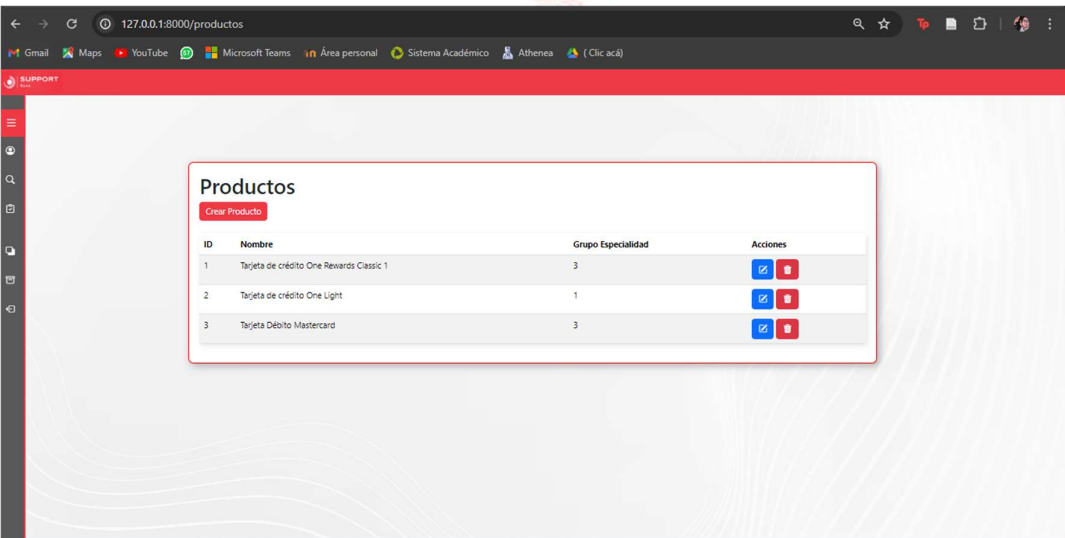 127.0.0.1:8000/productos
Gmail Maps YouTube 57 Microsoft Teams Área personal Sistema Académico Athenea ( Clic acá)
SUPPORT
Productos
Crear Producto
ID Nombre Grupo Especialidad Acciones
1 Tarjeta de crédito One Rewards Classic 1 3
2 Tarjeta de crédito One Light 1
3 Tarjeta Débito Mastercard 3